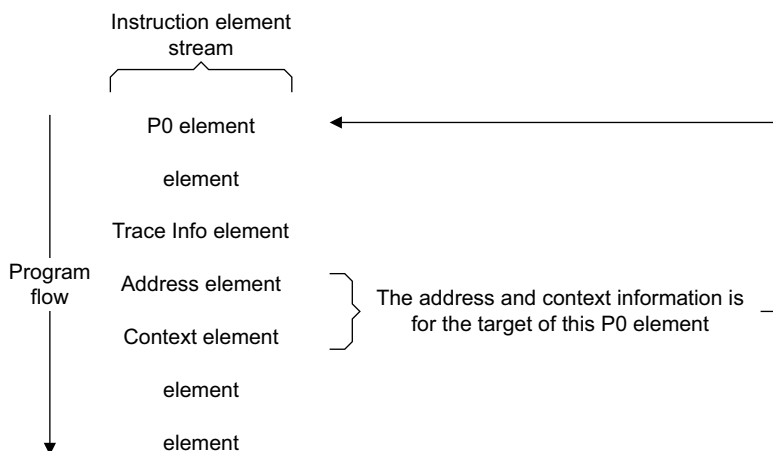 Instruction element
stream
P0 element
element
Trace Info element
Program
flow
Address element
Context element
The address and context information is
for the target of this P0 element
element
element